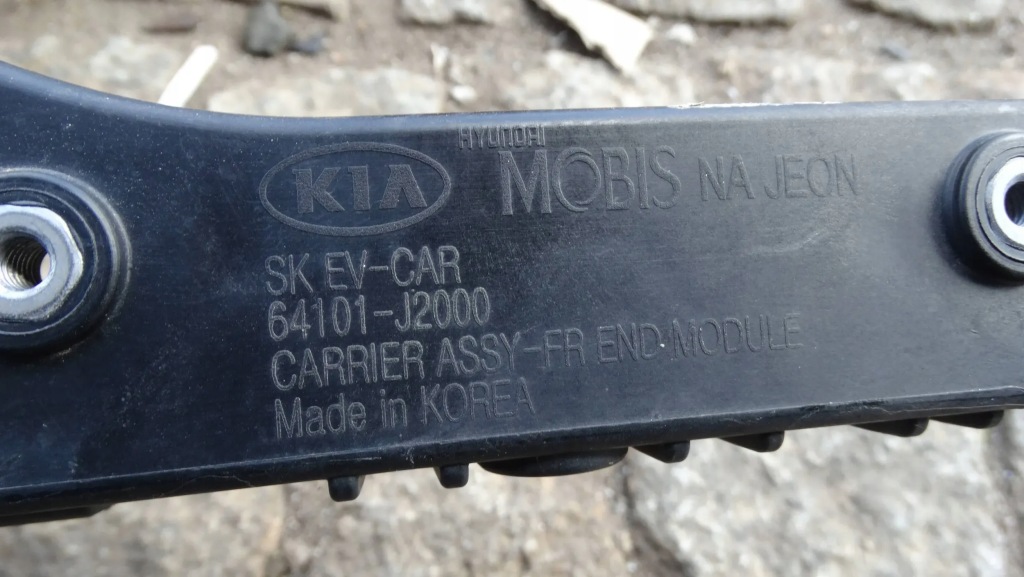 KIA HYUNDAI MOBIS NA JEON
SK EV-CAR
64101-J2000
CARRIER ASSY-FR END MODULE
Made in KOREA